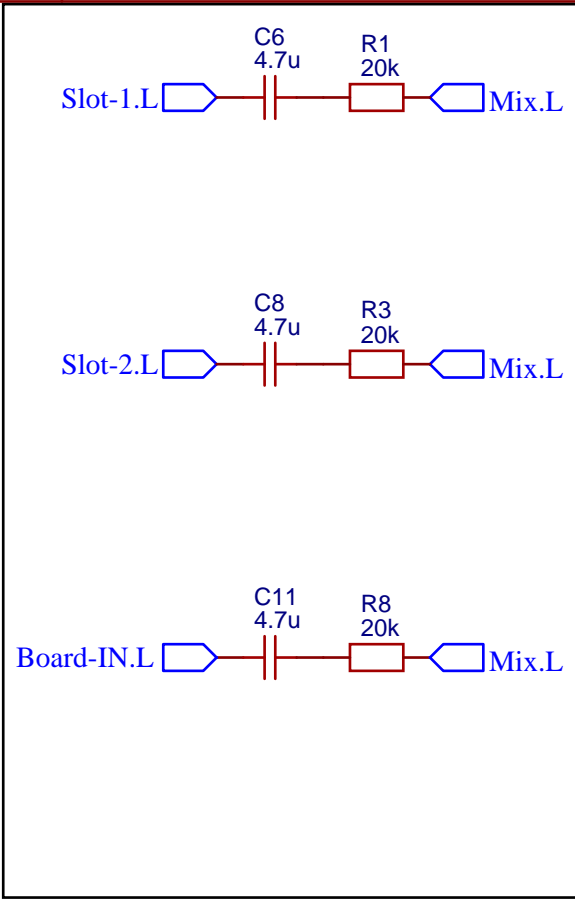 C6
4.7u
R1
20k
Slot-1.L
Mix.L
C8
4.7u
R3
20k
Slot-2.L
Mix.L
C11
4.7u
R8
20k
Board-IN.L
Mix.L